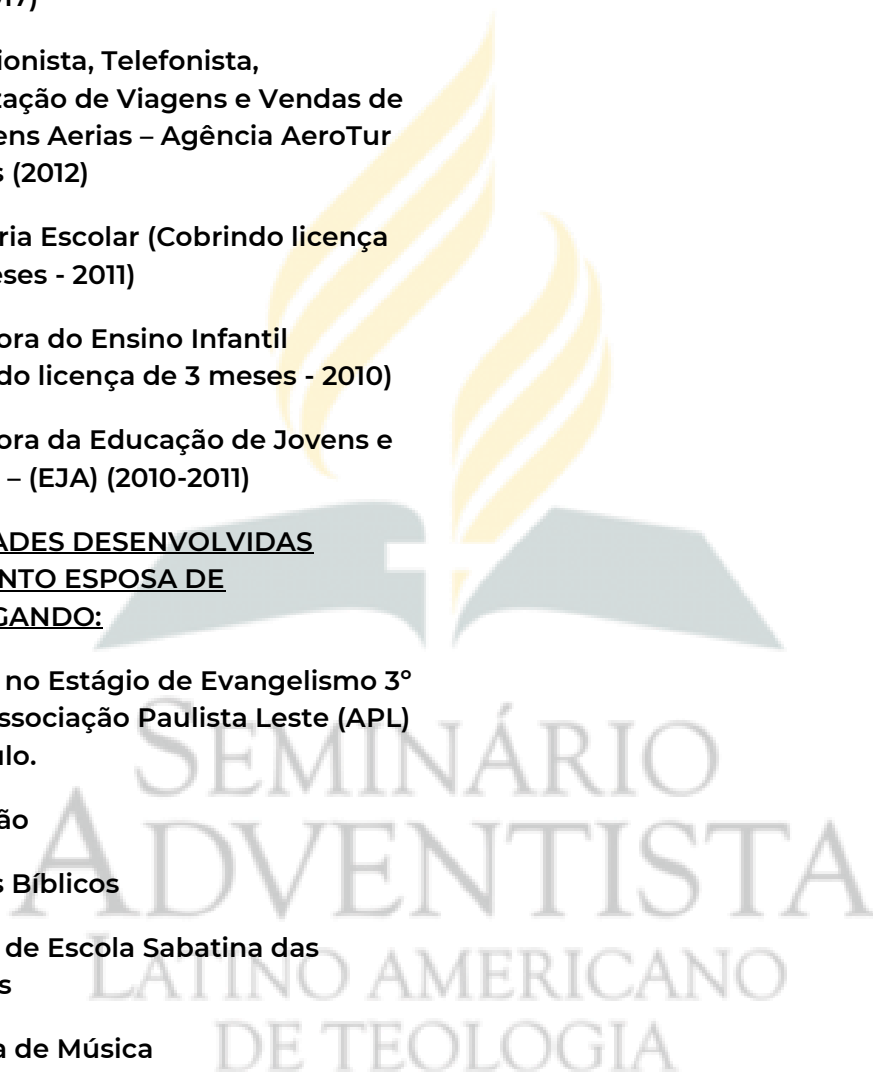 ionista, Telefonista,
zação de Viagens e Vendas de
ens Aerias – Agência AeroTur
s (2012)
ria Escolar (Cobrindo licença
eses - 2011)
ora do Ensino Infantil
do licença de 3 meses - 2010)
ora da Educação de Jovens e
– (EJA) (2010-2011)
ADES DESENVOLVIDAS
NTO ESPOSA DE
GANDO:
no Estágio de Evangelismo 3º
ssociação Paulista Leste (APL)
ulo.
ão
s Bíblicos
de Escola Sabatina das
s
a de Música
SEMINÁRIO
ADVENTISTA
LATINO AMERICANO
DE TEOLOGIA